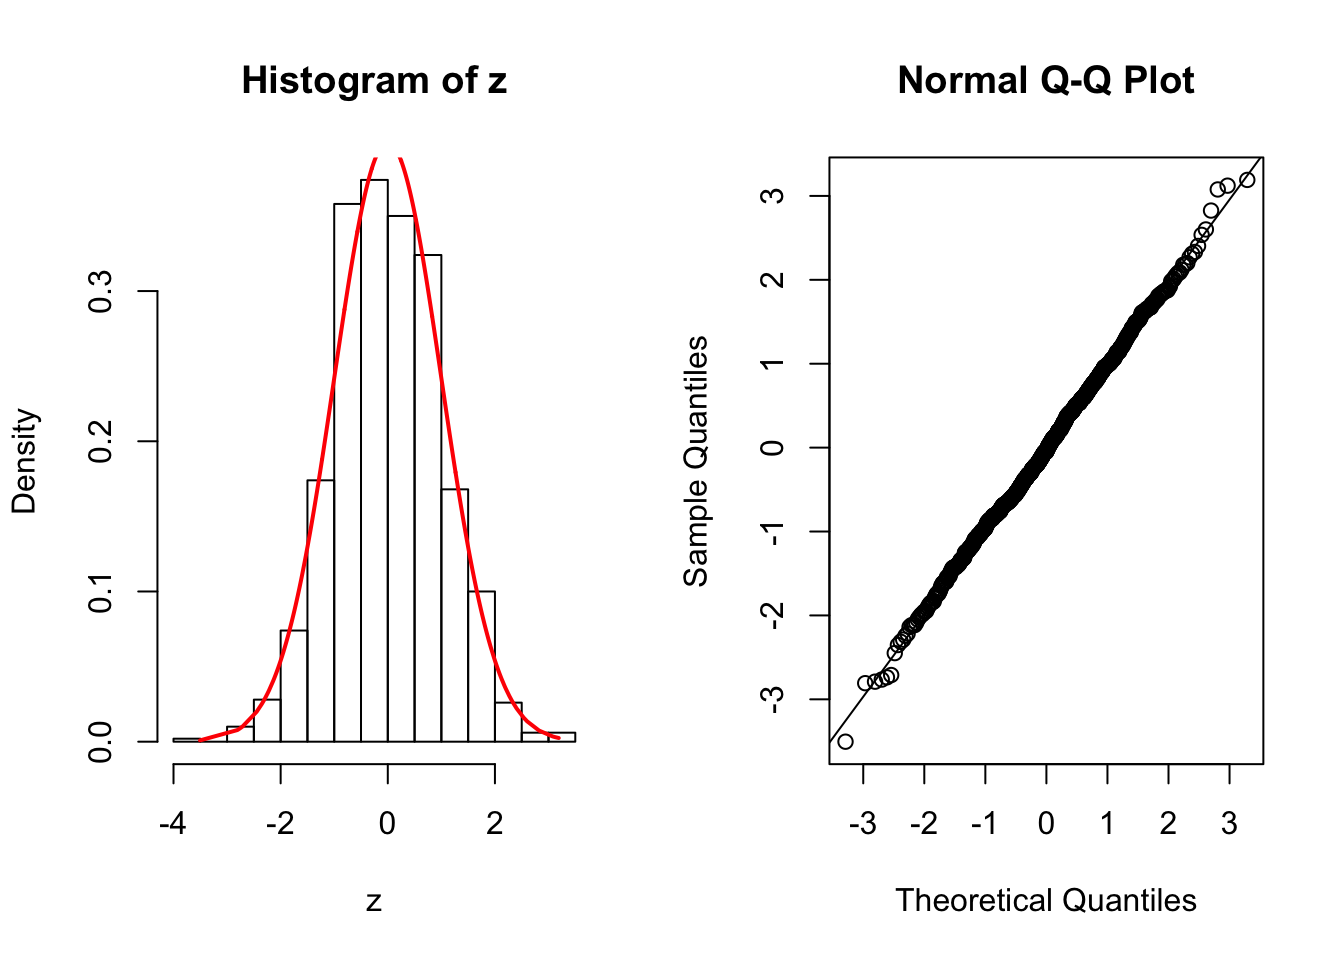 Histogram of z
Density
0.0 0.1 0.2 0.3
-4 -2 0 2
z
Normal Q-Q Plot
Sample Quantiles
-3 -2 -1 0 1 2 3
-3 -2 -1 0 1 2 3
Theoretical Quantiles